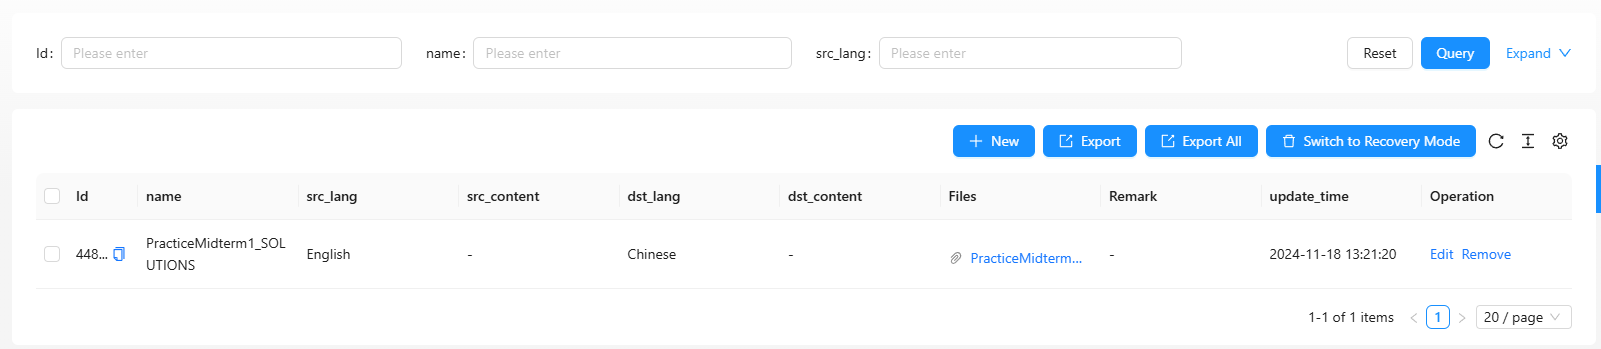 Id: Please enter name: Please enter src_lang: Please enter Reset Query Expand
New Export Export All Switch to Recovery Mode
Id name src_lang src_content dst_lang dst_content Files Remark update_time Operation
448... PracticeMidterm1_SOL
UTIONS English - Chinese - PracticeMidterm... - 2024-11-18 13:21:20 Edit Remove
1-1 of 1 items < 1 > 20 / page